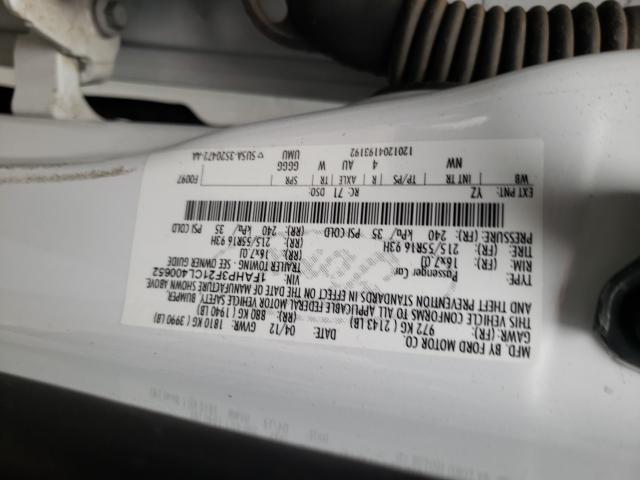 MFD. BY FORD MOTOR CO.
DATE: 04/12 GVWR: 1810 KG ( 3990 LB)
GAWR: (FR): 972 KG ( 2143 LB) (RR): 880 KG ( 1941 LB)
THIS VEHICLE CONFORMS TO ALL APPLICABLE FEDERAL MOTOR VEHICLE SAFETY, BUMPER,
AND THEFT PREVENTION STANDARDS IN EFFECT ON THE DATE OF MANUFACTURE SHOWN ABOVE.
VIN: 1FAHP3F21CL400652
Passenger Car TRAILER TOWING - SEE OWNER GUIDE
RIM: 16x7.0J (RR): 16x7.0J
TIRE: (FR): 215/55R16 93H (RR): 215/55R16 93H
PRESSURE: (FR): 240 kPa/ 35 PSI COLD (RR): 240 kPa/ 35 PSI COLD
EXT PNT: YZ RC: 71 DSO: F0097
WB INT TR TP/PS R AXLE TR SPR
NW 4 AU W GGGG UMU
1201204193192 SU5A-3520472-AA